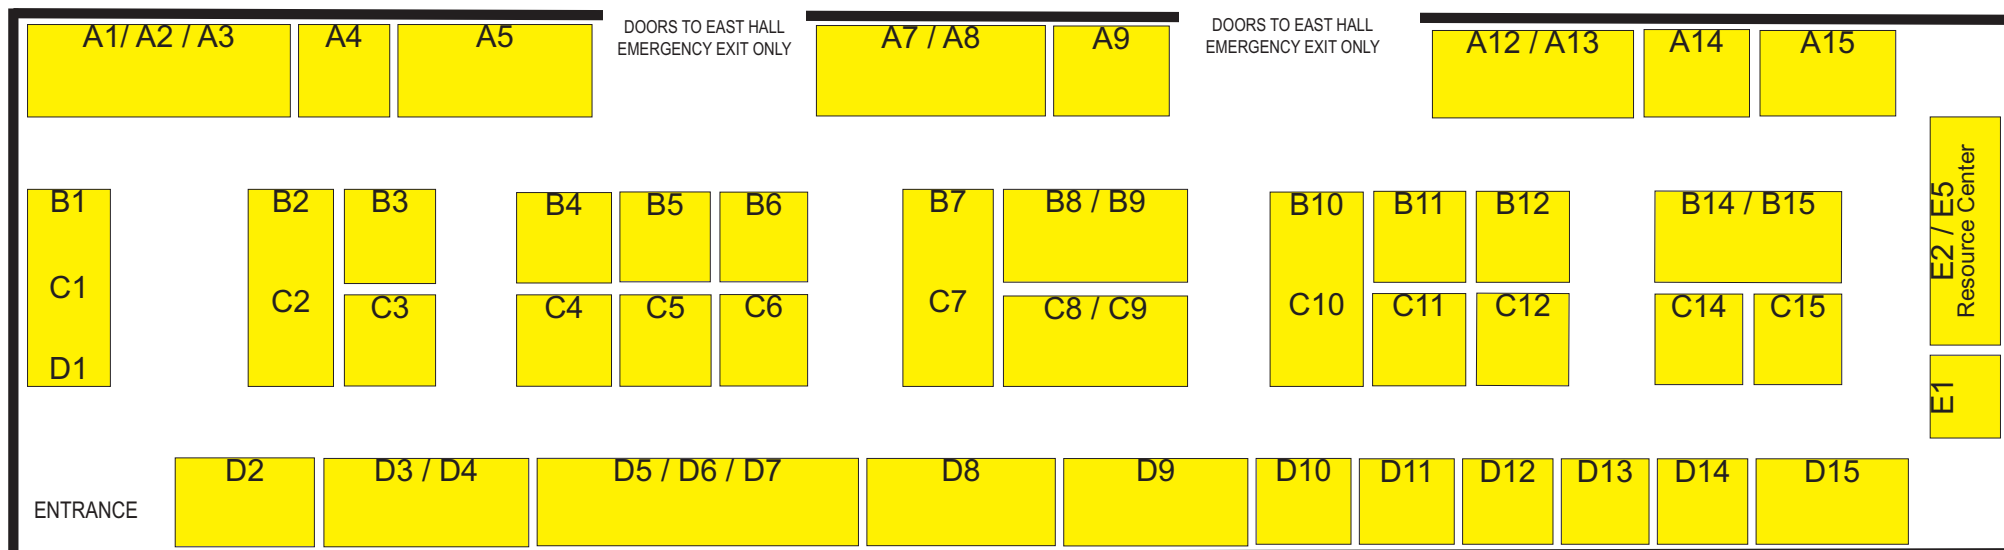 A1/ A2 / A3
A4
A5
DOORS TO EAST HALL
EMERGENCY EXIT ONLY
A7 / A8
A9
DOORS TO EAST HALL
EMERGENCY EXIT ONLY
A12 / A13
A14
A15
B1
C1
D1
B2
C2
B3
C3
B4
B5
B6
C4
C5
C6
B7
C7
B8 / B9
C8 / C9
B10
C10
B11
B12
C11
C12
B14 / B15
C14
C15
E2 / E5
Resource Center
E1
ENTRANCE
D2
D3 / D4
D5 / D6 / D7
D8
D9
D10
D11
D12
D13
D14
D15